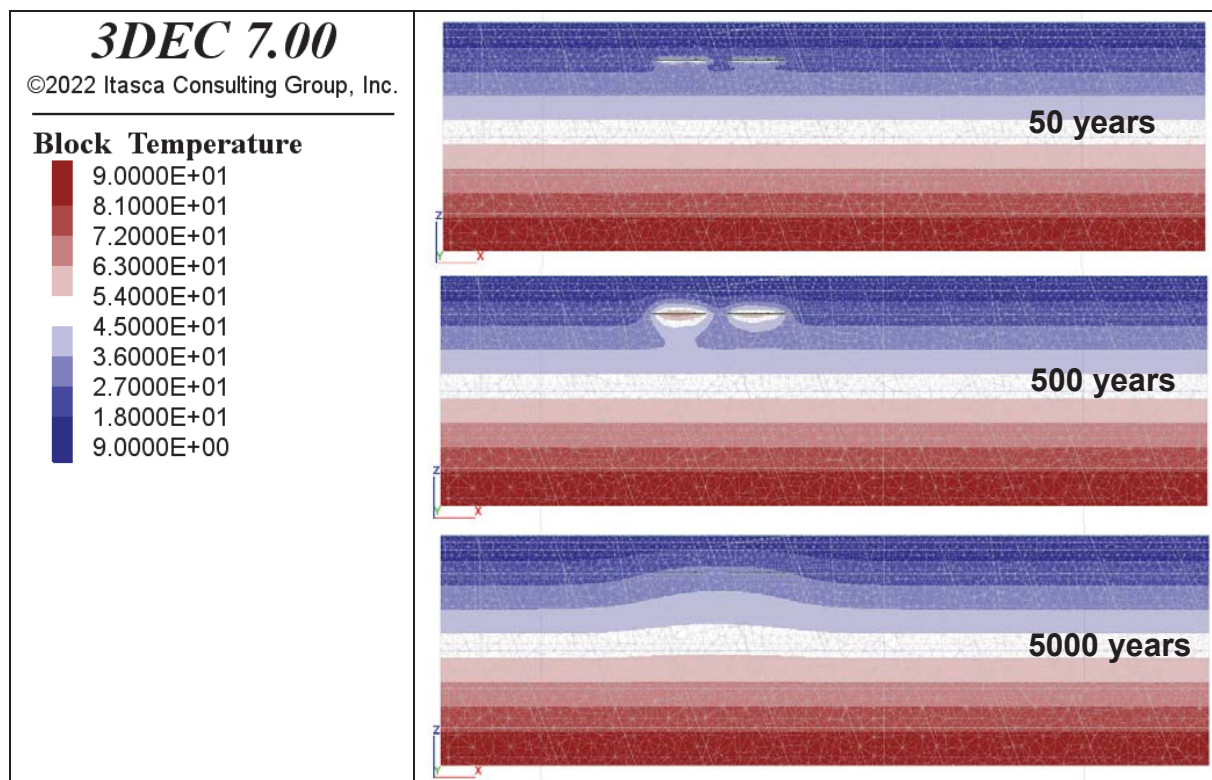 3DEC 7.00
©2022 Itasca Consulting Group, Inc.
Block Temperature
9.0000E+01
8.1000E+01
7.2000E+01
6.3000E+01
5.4000E+01
4.5000E+01
3.6000E+01
2.7000E+01
1.8000E+01
9.0000E+00
50 years
Z
Y
X
500 years
Z
Y
X
5000 years
Z
Y
X